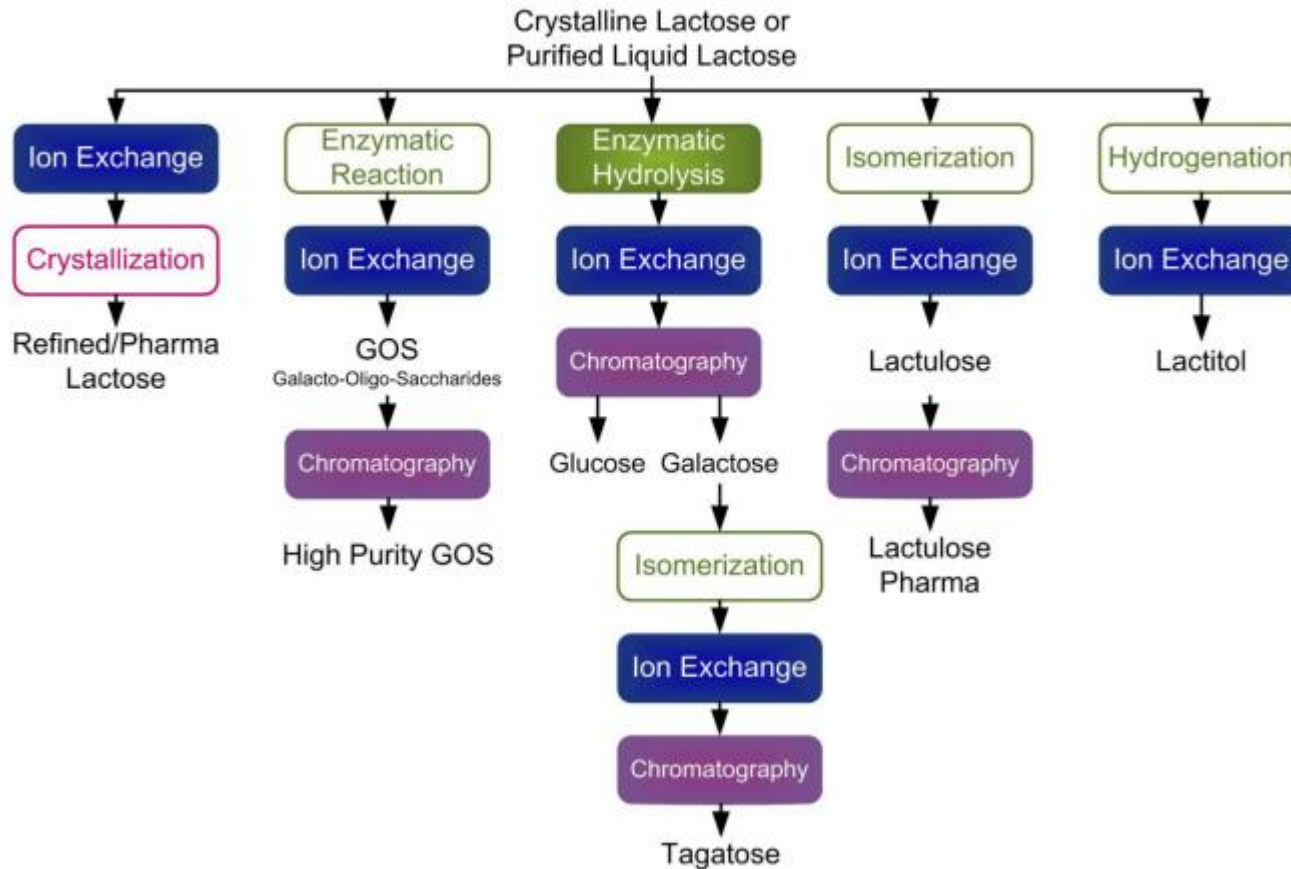 Crystalline Lactose or
Purified Liquid Lactose
Ion Exchange
Crystallization
Refined/Pharma
Lactose
Enzymatic
Reaction
Ion Exchange
GOS
Galacto-Oligo-Saccharides
Chromatography
High Purity GOS
Enzymatic
Hydrolysis
Ion Exchange
Chromatography
Glucose
Galactose
Isomerization
Ion Exchange
Chromatography
Tagatose
Isomerization
Ion Exchange
Lactulose
Chromatography
Lactulose
Pharma
Hydrogenation
Ion Exchange
Lactitol